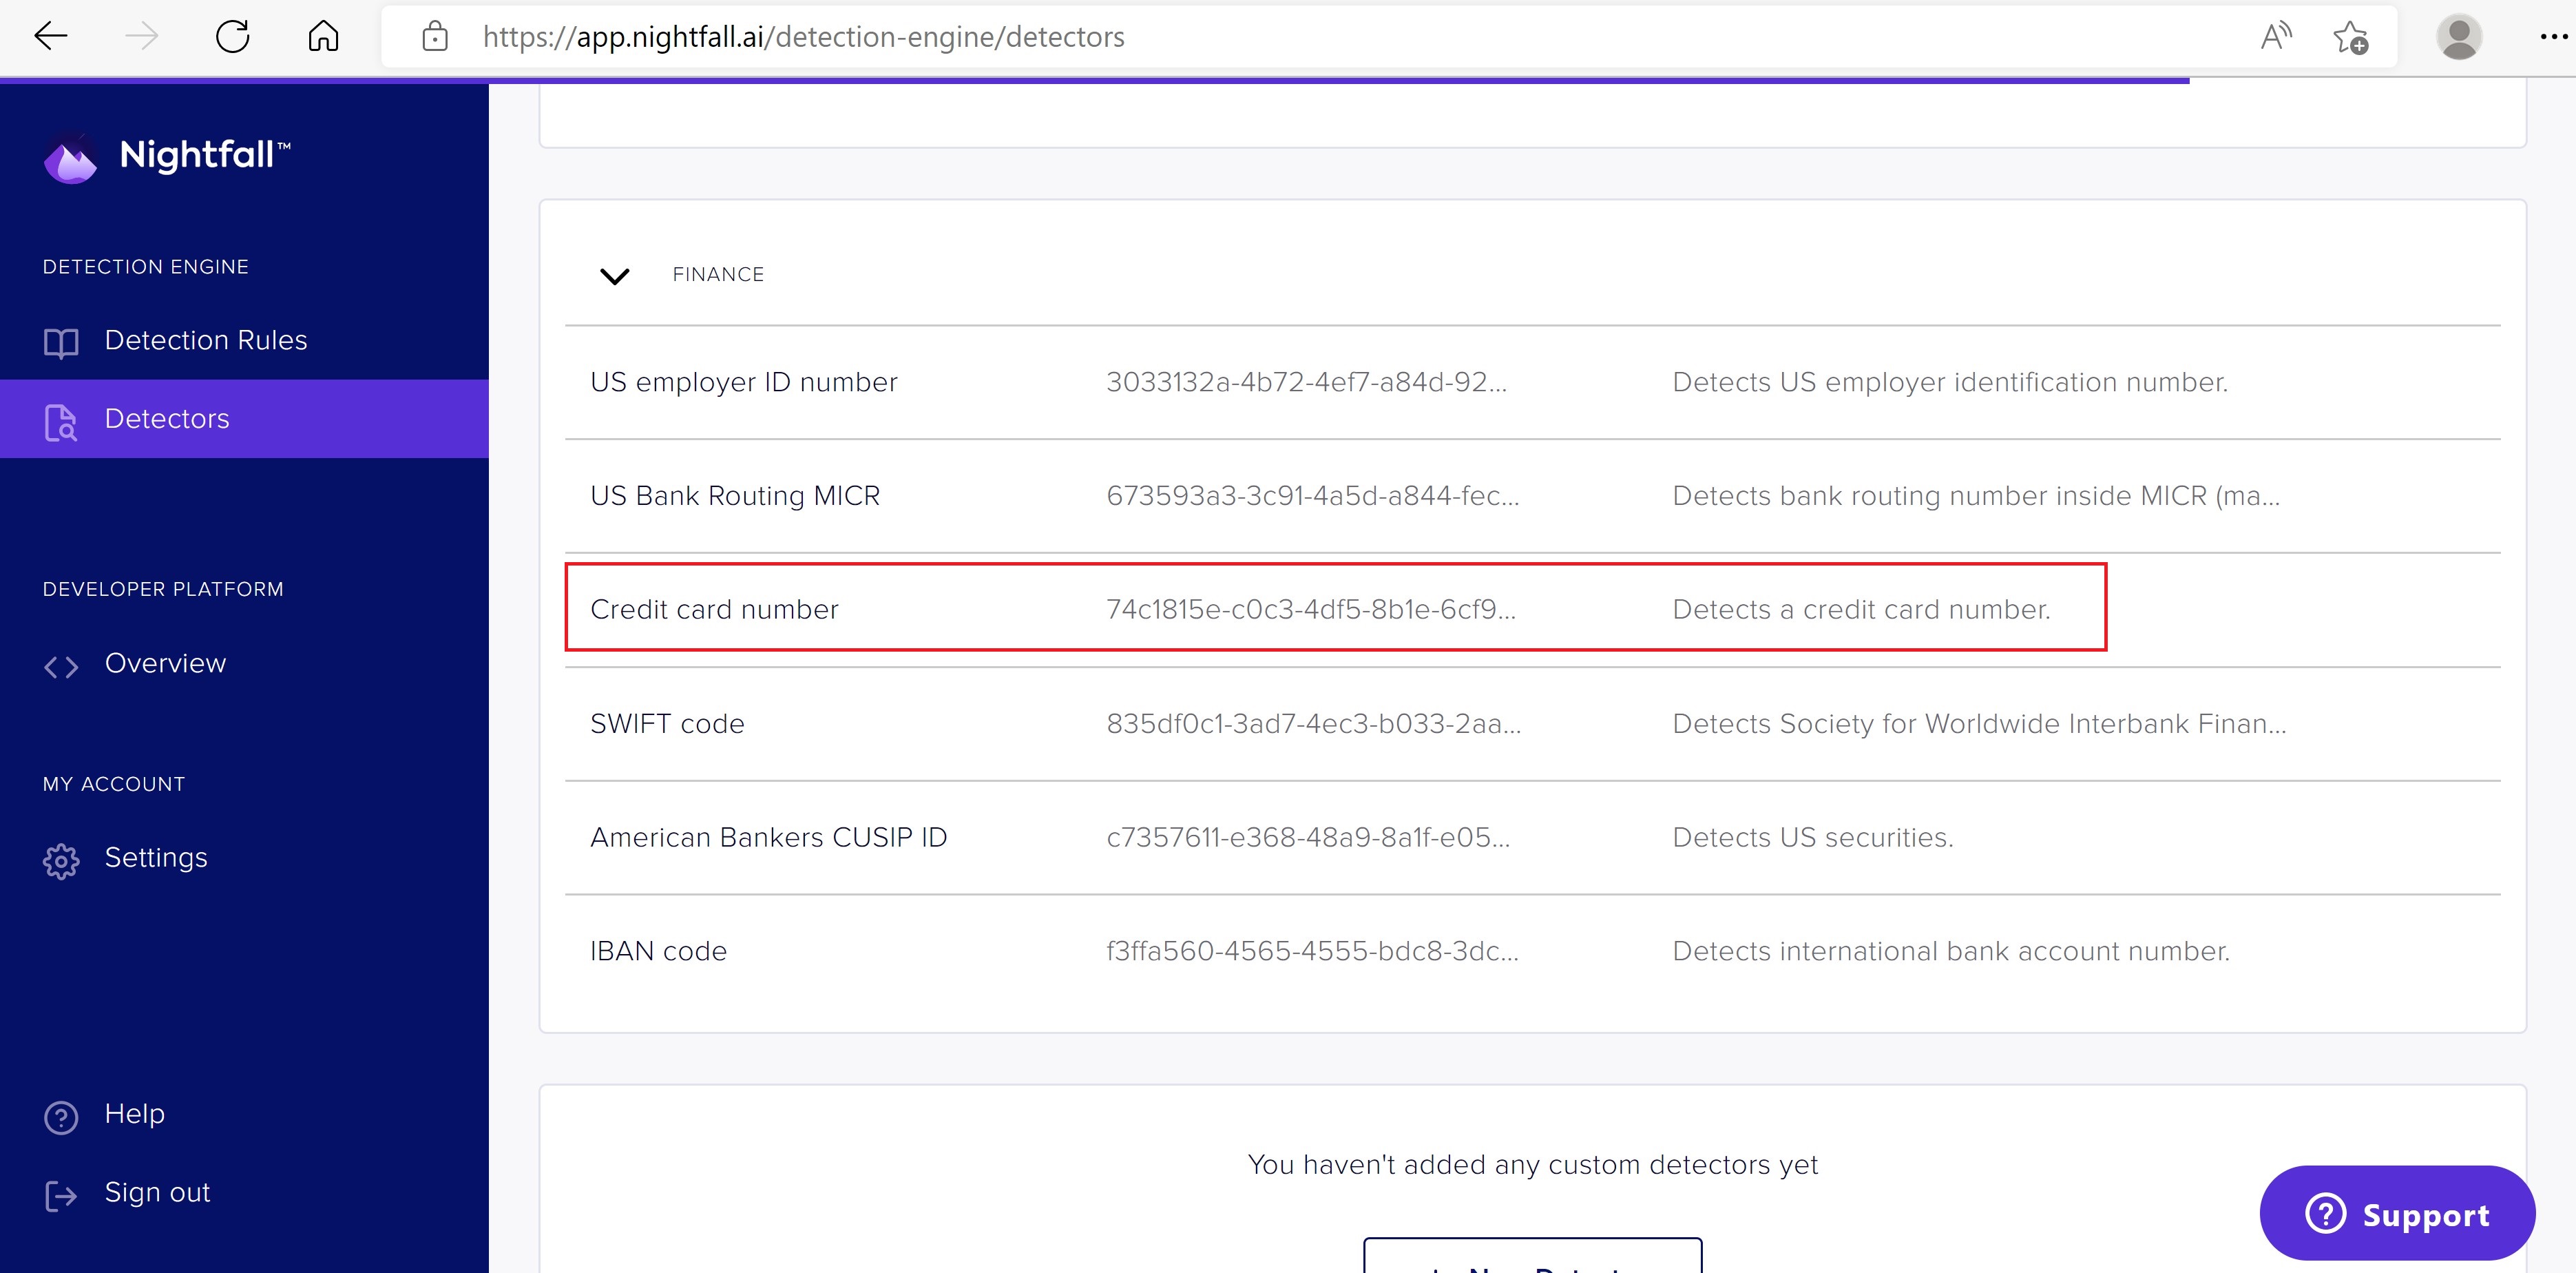 https://app.nightfall.ai/detection-engine/detectors
Nightfall™
DETECTION ENGINE
Detection Rules
Detectors
DEVELOPER PLATFORM
Overview
MY ACCOUNT
Settings
Help
Sign out
FINANCE
US employer ID number 3033132a-4b72-4ef7-a84d-92... Detects US employer identification number.
US Bank Routing MICR 673593a3-3c91-4a5d-a844-fec... Detects bank routing number inside MICR (ma...
Credit card number 74c1815e-c0c3-4df5-8b1e-6cf9... Detects a credit card number.
SWIFT code 835df0c1-3ad7-4ec3-b033-2aa... Detects Society for Worldwide Interbank Finan...
American Bankers CUSIP ID c7357611-e368-48a9-8a1f-e05... Detects US securities.
IBAN code f3ffa560-4565-4555-bdc8-3dc... Detects international bank account number.
You haven't added any custom detectors yet
Support